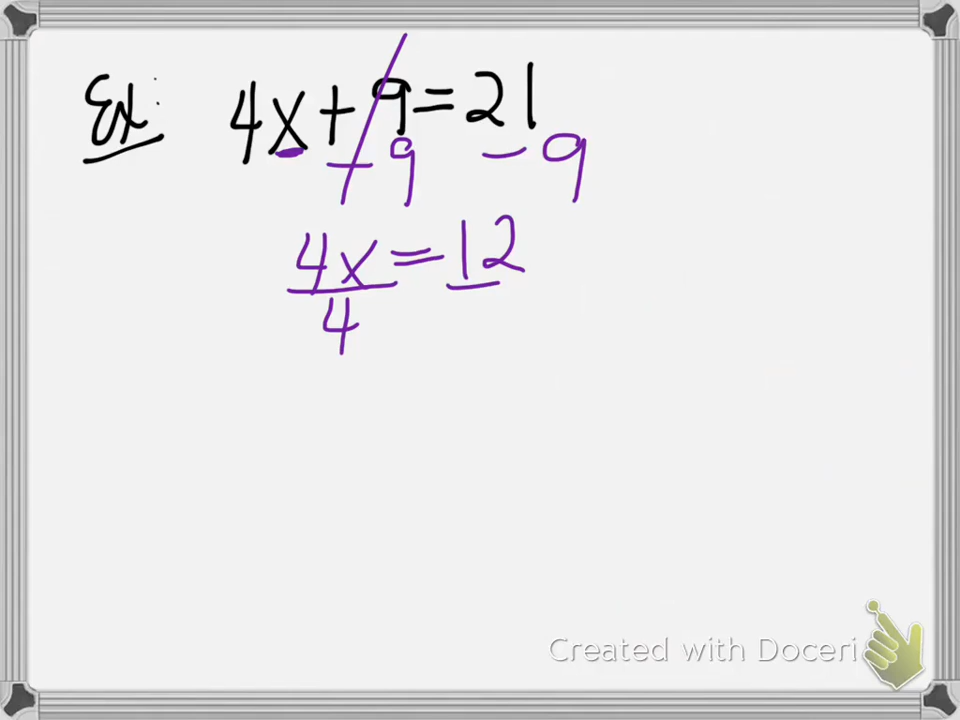 Ex: 4x + 9 = 21
- 9 - 9
4x = 12
4
Created with Doceri